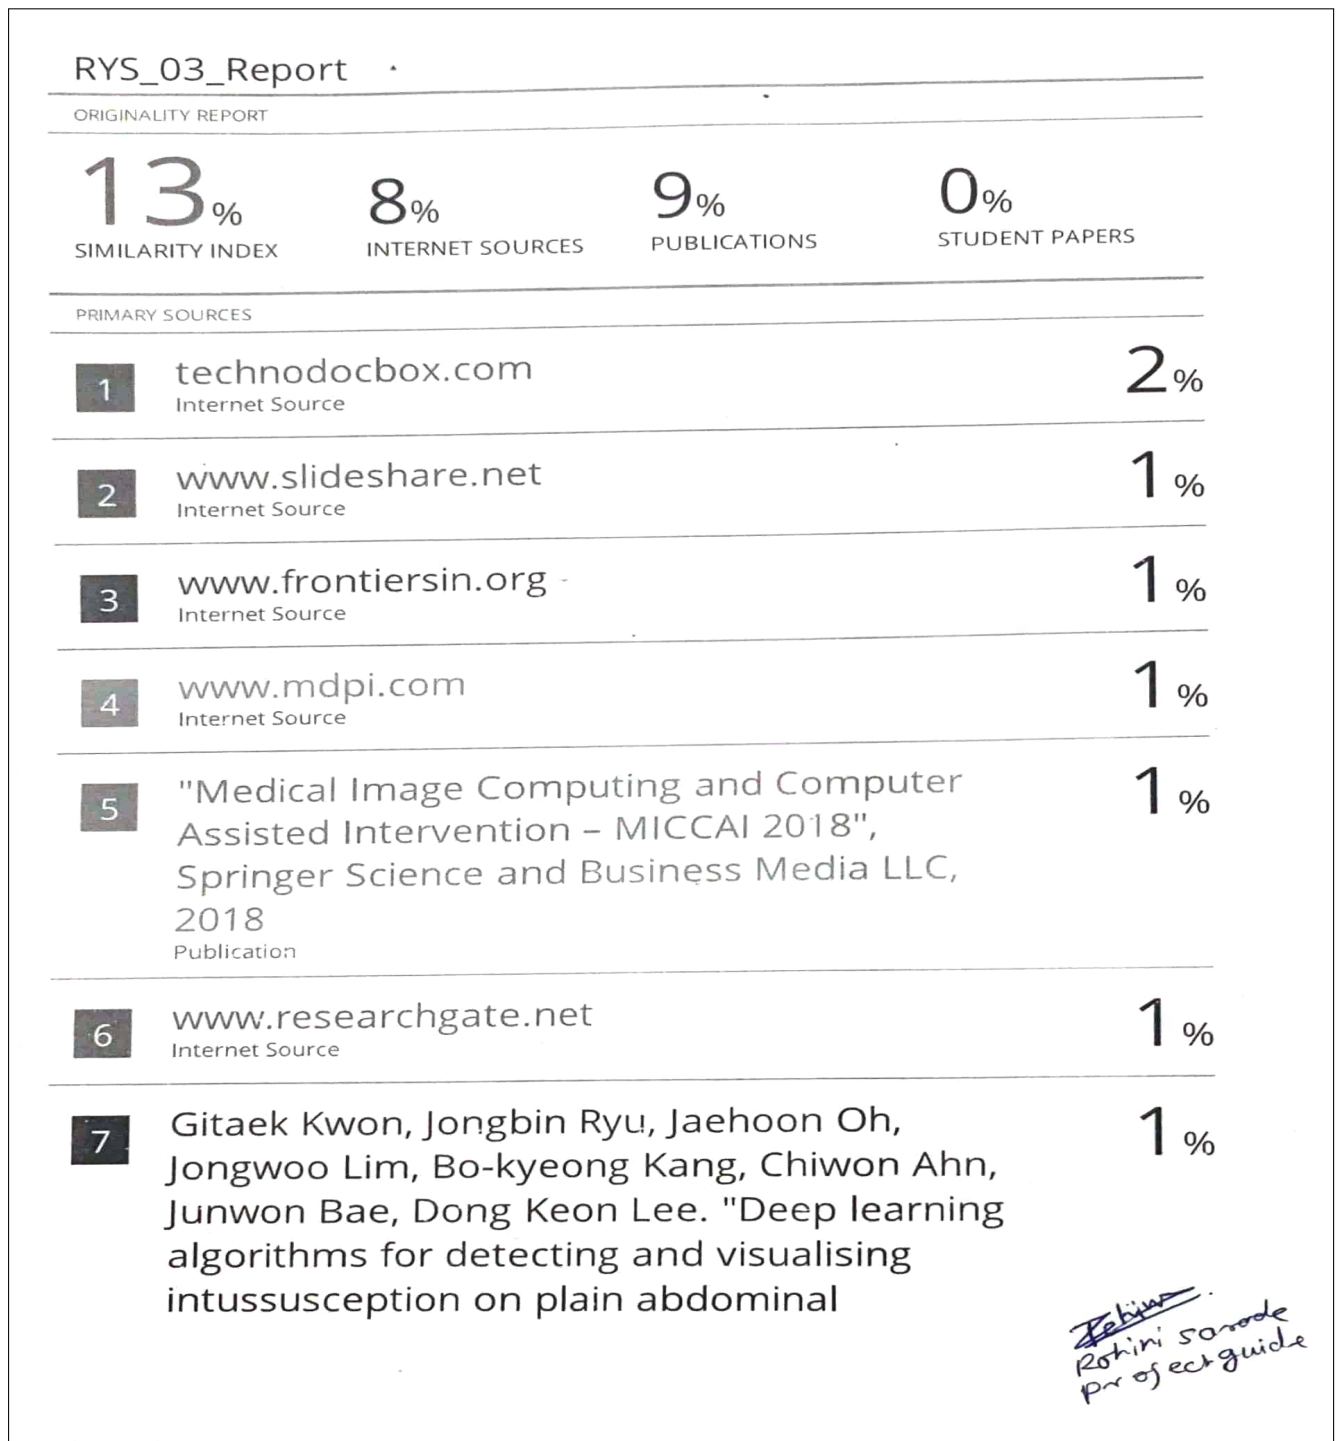 RYS_03_Report
ORIGINALITY REPORT
13% 8% 9% 0%
SIMILARITY INDEX INTERNET SOURCES PUBLICATIONS STUDENT PAPERS
PRIMARY SOURCES
1 technodocbox.com 2%
Internet Source
2 www.slideshare.net 1%
Internet Source
3 www.frontiersin.org 1%
Internet Source
4 www.mdpi.com 1%
Internet Source
5 "Medical Image Computing and Computer 1%
Assisted Intervention – MICCAI 2018",
Springer Science and Business Media LLC,
2018
Publication
6 www.researchgate.net 1%
Internet Source
7 Gitaek Kwon, Jongbin Ryu, Jaehoon Oh, 1%
Jongwoo Lim, Bo-kyeong Kang, Chiwon Ahn,
Junwon Bae, Dong Keon Lee. "Deep learning
algorithms for detecting and visualising
intussusception on plain abdominal
Rohini Sarode
project guide